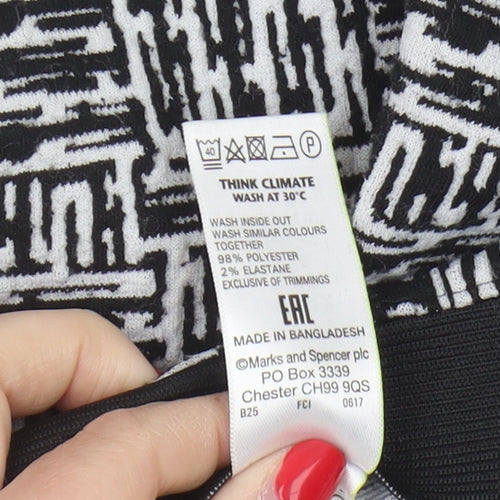 40 P
THINK CLIMATE
WASH AT 30°C
WASH INSIDE OUT
WASH SIMILAR COLOURS
TOGETHER
98% POLYESTER
2% ELASTANE
EXCLUSIVE OF TRIMMINGS
EAC
MADE IN BANGLADESH
©Marks and Spencer plc
PO Box 3339
Chester CH99 9QS
B25 FCI 0617